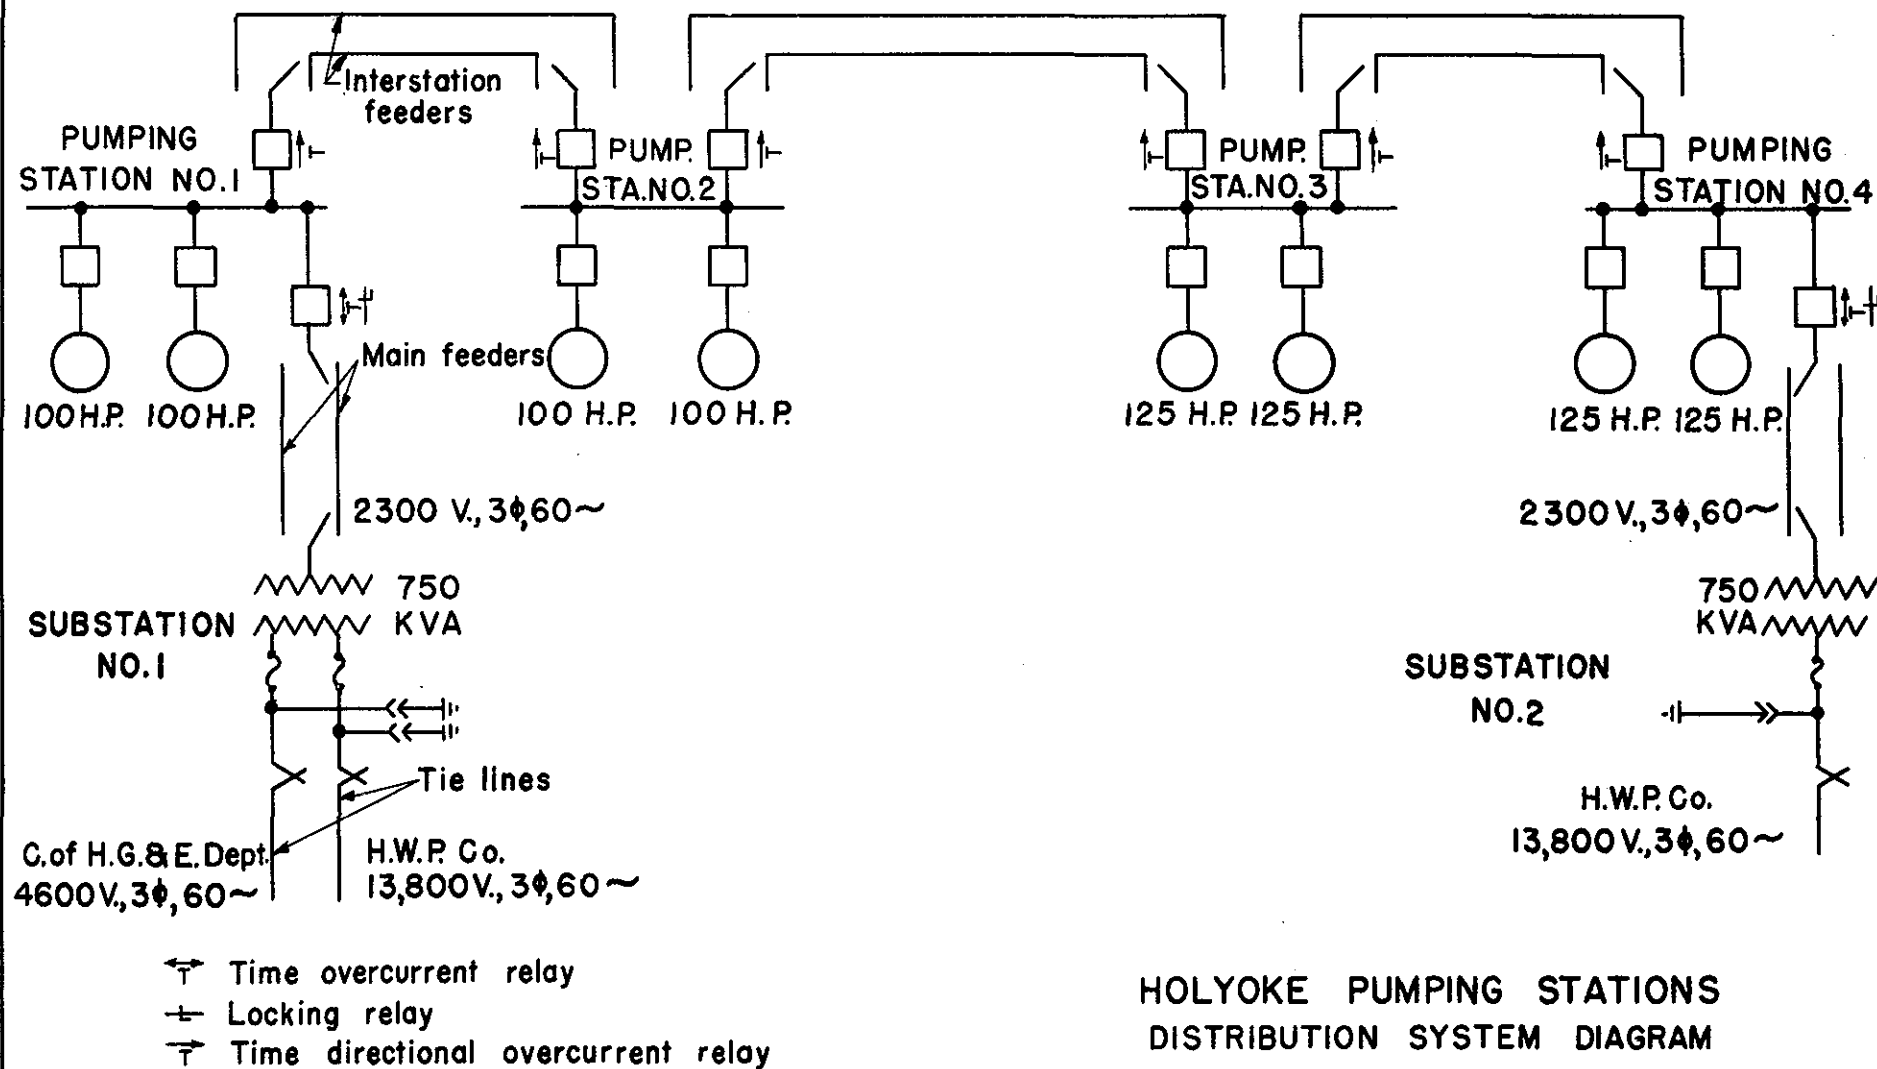 Interstation
feeders
PUMPING
STATION NO.1
PUMP.
STA.NO.2
PUMP.
STA.NO.3
PUMPING
STATION NO.4
Main feeders
100 H.P. 100 H.P.
100 H.P. 100 H.P.
125 H.P. 125 H.P.
125 H.P. 125 H.P.
2300 V., 3ϕ, 60~
2300 V., 3ϕ, 60~
750
KVA
SUBSTATION
NO.1
750
KVA
SUBSTATION
NO.2
Tie lines
C. of H.G.& E. Dept.
4600V., 3ϕ, 60~
H.W.P. Co.
13,800V., 3ϕ, 60~
H.W.P. Co.
13,800V., 3ϕ, 60~
T Time overcurrent relay
L Locking relay
T Time directional overcurrent relay
HOLYOKE PUMPING STATIONS
DISTRIBUTION SYSTEM DIAGRAM